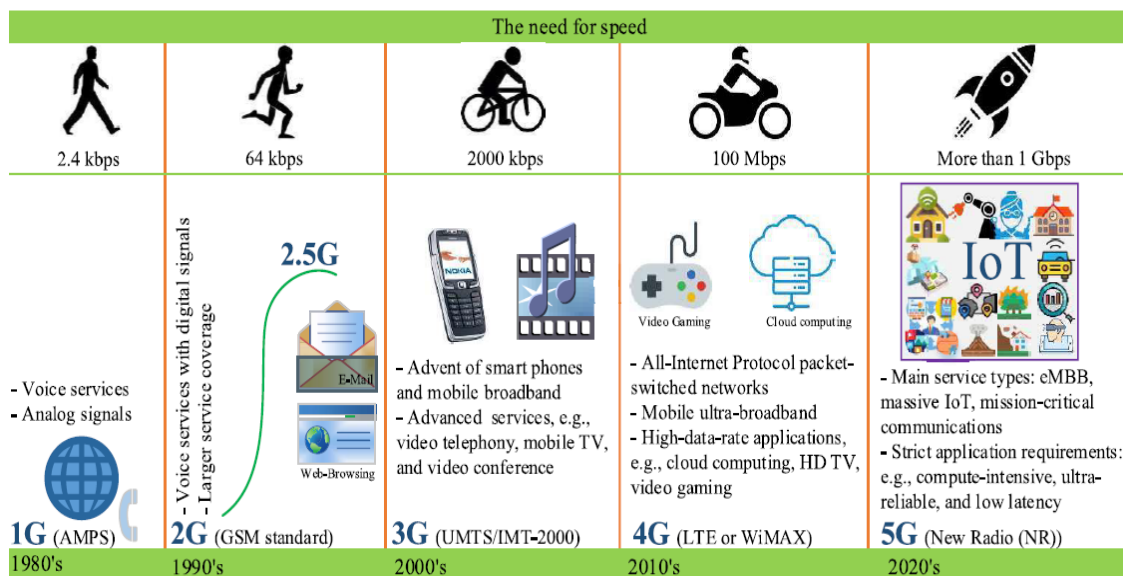 The need for speed
2.4 kbps
64 kbps
2000 kbps
100 Mbps
More than 1 Gbps
- Voice services
- Analog signals
1G (AMPS)
1980's
- Voice services with digital signals
- Larger service coverage
2.5G
E-Mail
Web-Browsing
2G (GSM standard)
1990's
NOKIA
- Advent of smart phones
and mobile broadband
- Advanced services, e.g.,
video telephony, mobile TV,
and video conference
3G (UMTS/IMT-2000)
2000's
Video Gaming
Cloud computing
- All-Internet Protocol packet-
switched networks
- Mobile ultra-broadband
- High-data-rate applications,
e.g., cloud computing, HD TV,
video gaming
4G (LTE or WiMAX)
2010's
IoT
- Main service types: eMBB,
massive IoT, mission-critical
communications
- Strict application requirements:
e.g., compute-intensive, ultra-
reliable, and low latency
5G (New Radio (NR))
2020's